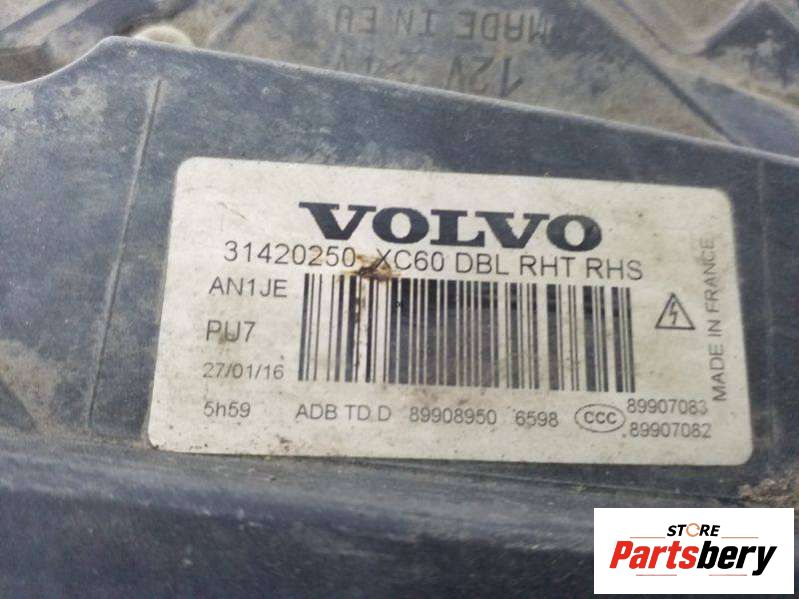 MADE IN EU
12V
VOLVO
31420250 XC60 DBL RHT RHS
AN1JE
PU7
27/01/16
5h59 ADB TD D 89908950 6598 CCC 89907083
89907082
MADE IN FRANCE
STORE
Partsbery